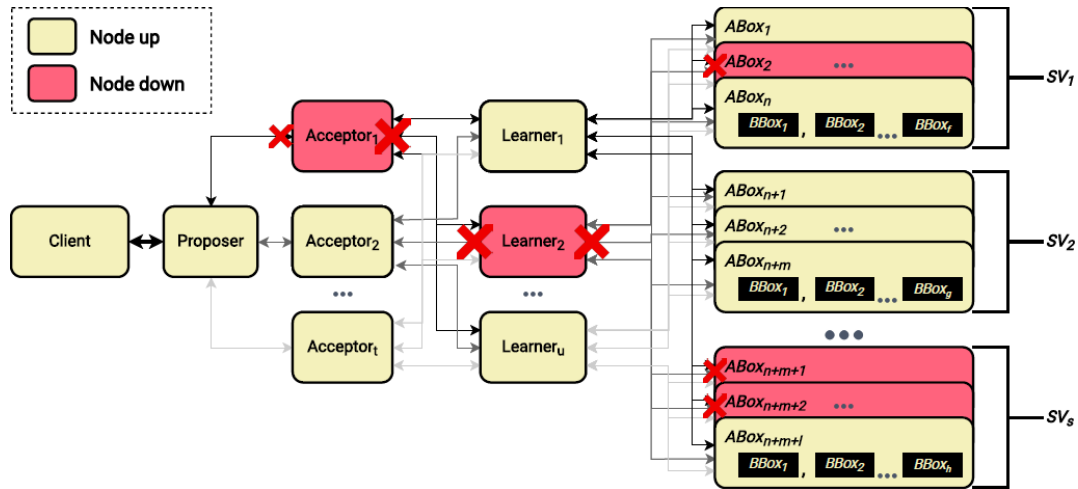 Node up
Node down
Client
Proposer
Acceptor1
Acceptor2
...
Acceptort
Learner1
Learner2
...
Learneru
ABox1
ABox2 ...
ABoxn
BBox1 , BBox2 ... BBoxf
SV1
ABoxn+1
ABoxn+2 ...
ABoxn+m
BBox1 , BBox2 ... BBoxg
SV2
...
ABoxn+m+1
ABoxn+m+2 ...
ABoxn+m+l
BBox1 , BBox2 ... BBoxh
SVs